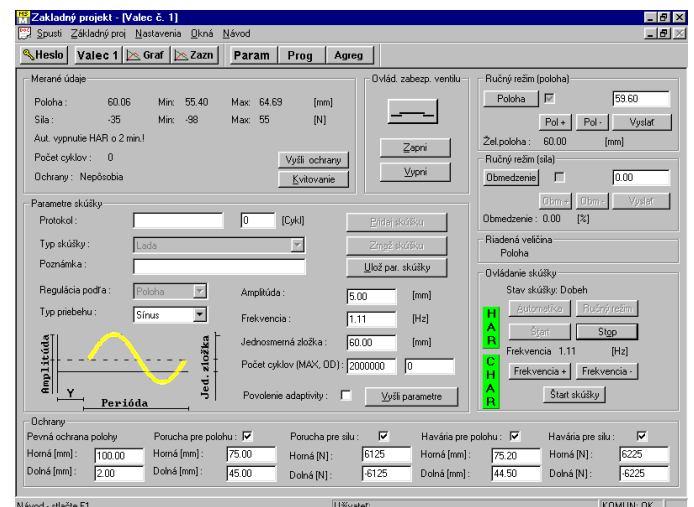 Zakladný projekt - [Valec č. 1]
Spusti Základný proj Nastavenia Okná Návod
Heslo Valec 1 Graf Zazn Param Prog Agreg
Merané údaje
Poloha : 60.06 Min: 55.40 Max: 64.69 [mm]
Sila : -35 Min: -98 Max: 55 [N]
Aut. vypnutie HAR o 2 min.!
Počet cyklov : 0
Vyšli ochrany
Ochrany : Nepôsobia
Kvitovanie
Ovlád. zabezp. ventilu
Zapni
Vypni
Ručný režim (poloha)
Poloha 59.60
Pol + Pol - Vyslať
Žel.poloha : 60.00 [mm]
Ručný režim (sila)
Obmedzenie 0.00
Obm + Obm - Vyslať
Obmedzenie : 0.00 [%]
Riadená veličina
Poloha
Parametre skúšky
Protokol : 0 [Cykl]
Pridaj skúšku
Typ skúšky : Lada
Zmaž skúšku
Poznámka :
Ulož par. skúšky
Regulácia podľa : Poloha
Typ priebehu : Sínus
Amplitúda : 5.00 [mm]
Frekvencia : 1.11 [Hz]
Jednosmerná zložka : 60.00 [mm]
Počet cyklov (MAX, OD) : 2000000 0
Povolenie adaptivity :
Vyšli parametre
Amplitúda
Y
Perióda
Jed. zložka
Ovládanie skúšky
Stav skúšky: Dobeh
HAR
Automatika Ručný režim
Štart Stop
Frekvencia 1.11 [Hz]
CHAR
Frekvencia + Frekvencia -
Štart skúšky
Ochrany
Pevná ochrana polohy
Horná [mm] : 100.00
Dolná [mm] : 2.00
Porucha pre polohu :
Horná [mm] : 75.00
Dolná [mm] : 45.00
Porucha pre silu :
Horná [N] : 6125
Dolná [N] : -6125
Havária pre polohu :
Horná [mm] : 75.20
Dolná [mm] : 44.50
Havária pre silu :
Horná [N] : 6225
Dolná [N] : -6225
Návod - stlačte F1 Užívateľ: KOMUN: OK